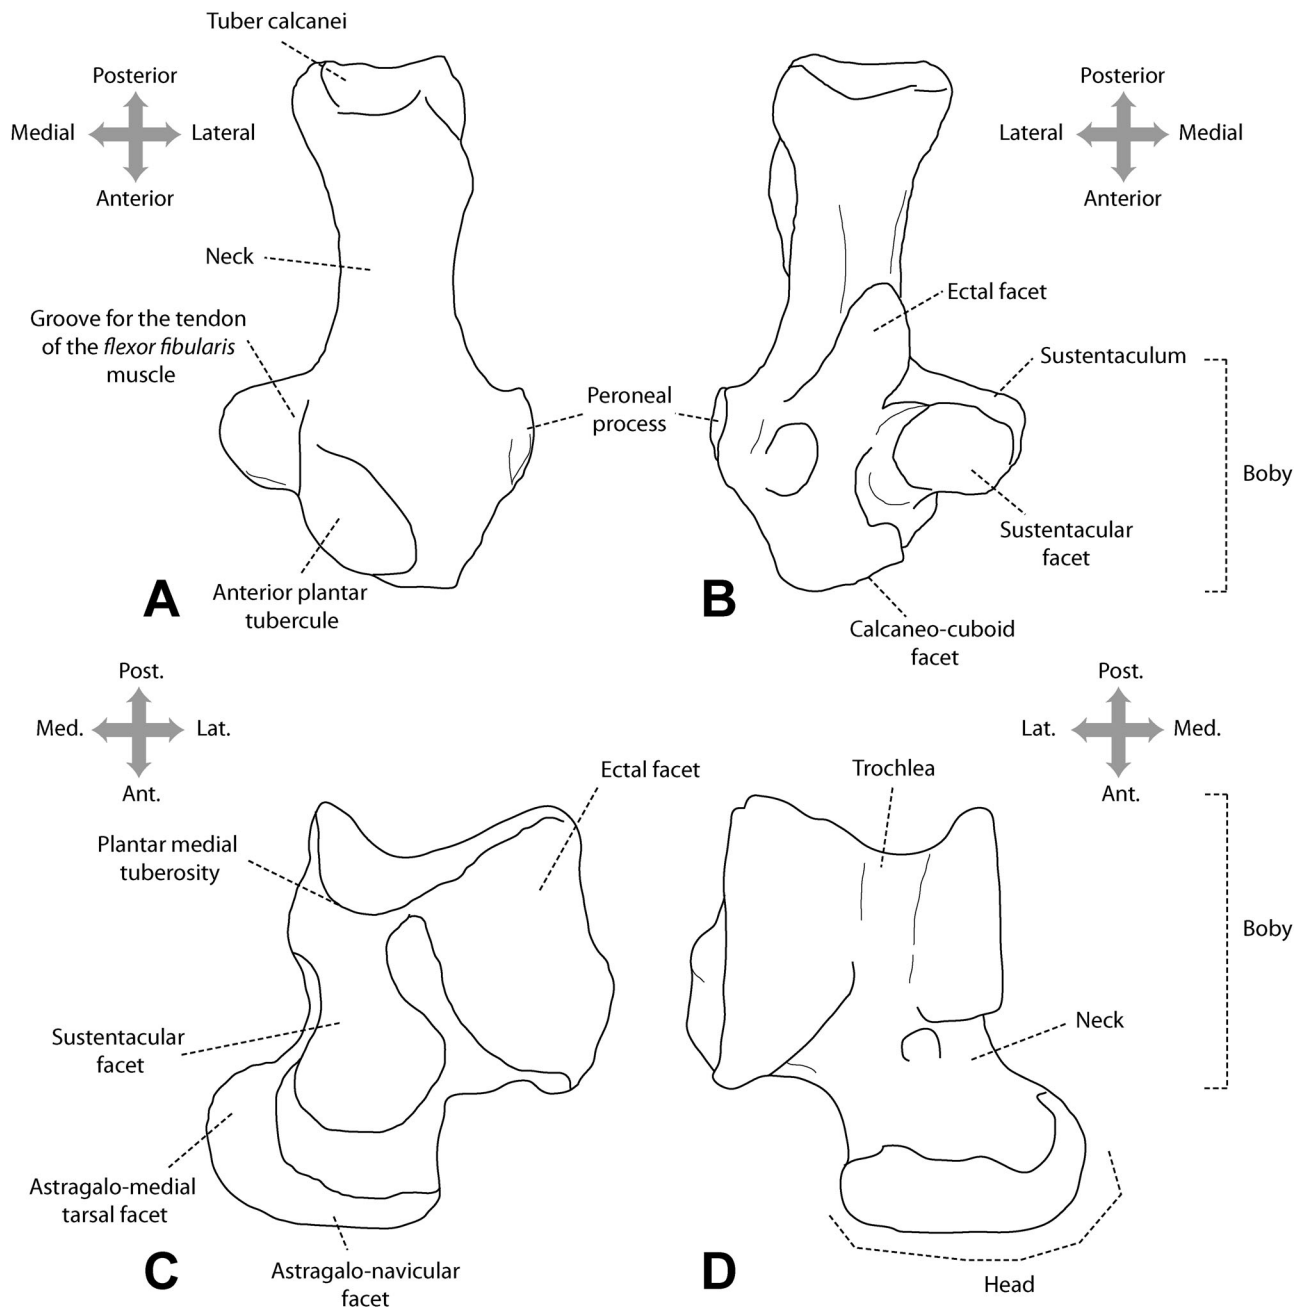 Tuber calcanei
Posterior
Medial
Lateral
Anterior
Neck
Groove for the tendon
of the flexor fibularis
muscle
Anterior plantar
tubercule
A
Peroneal
process
Posterior
Lateral
Medial
Anterior
Ectal facet
Sustentaculum
Boby
Sustentacular
facet
Calcaneo-cuboid
facet
B
Post.
Med.
Lat.
Ant.
Ectal facet
Plantar medial
tuberosity
Sustentacular
facet
Astragalo-medial
tarsal facet
Astragalo-navicular
facet
C
Post.
Lat.
Med.
Ant.
Trochlea
Boby
Neck
Head
D